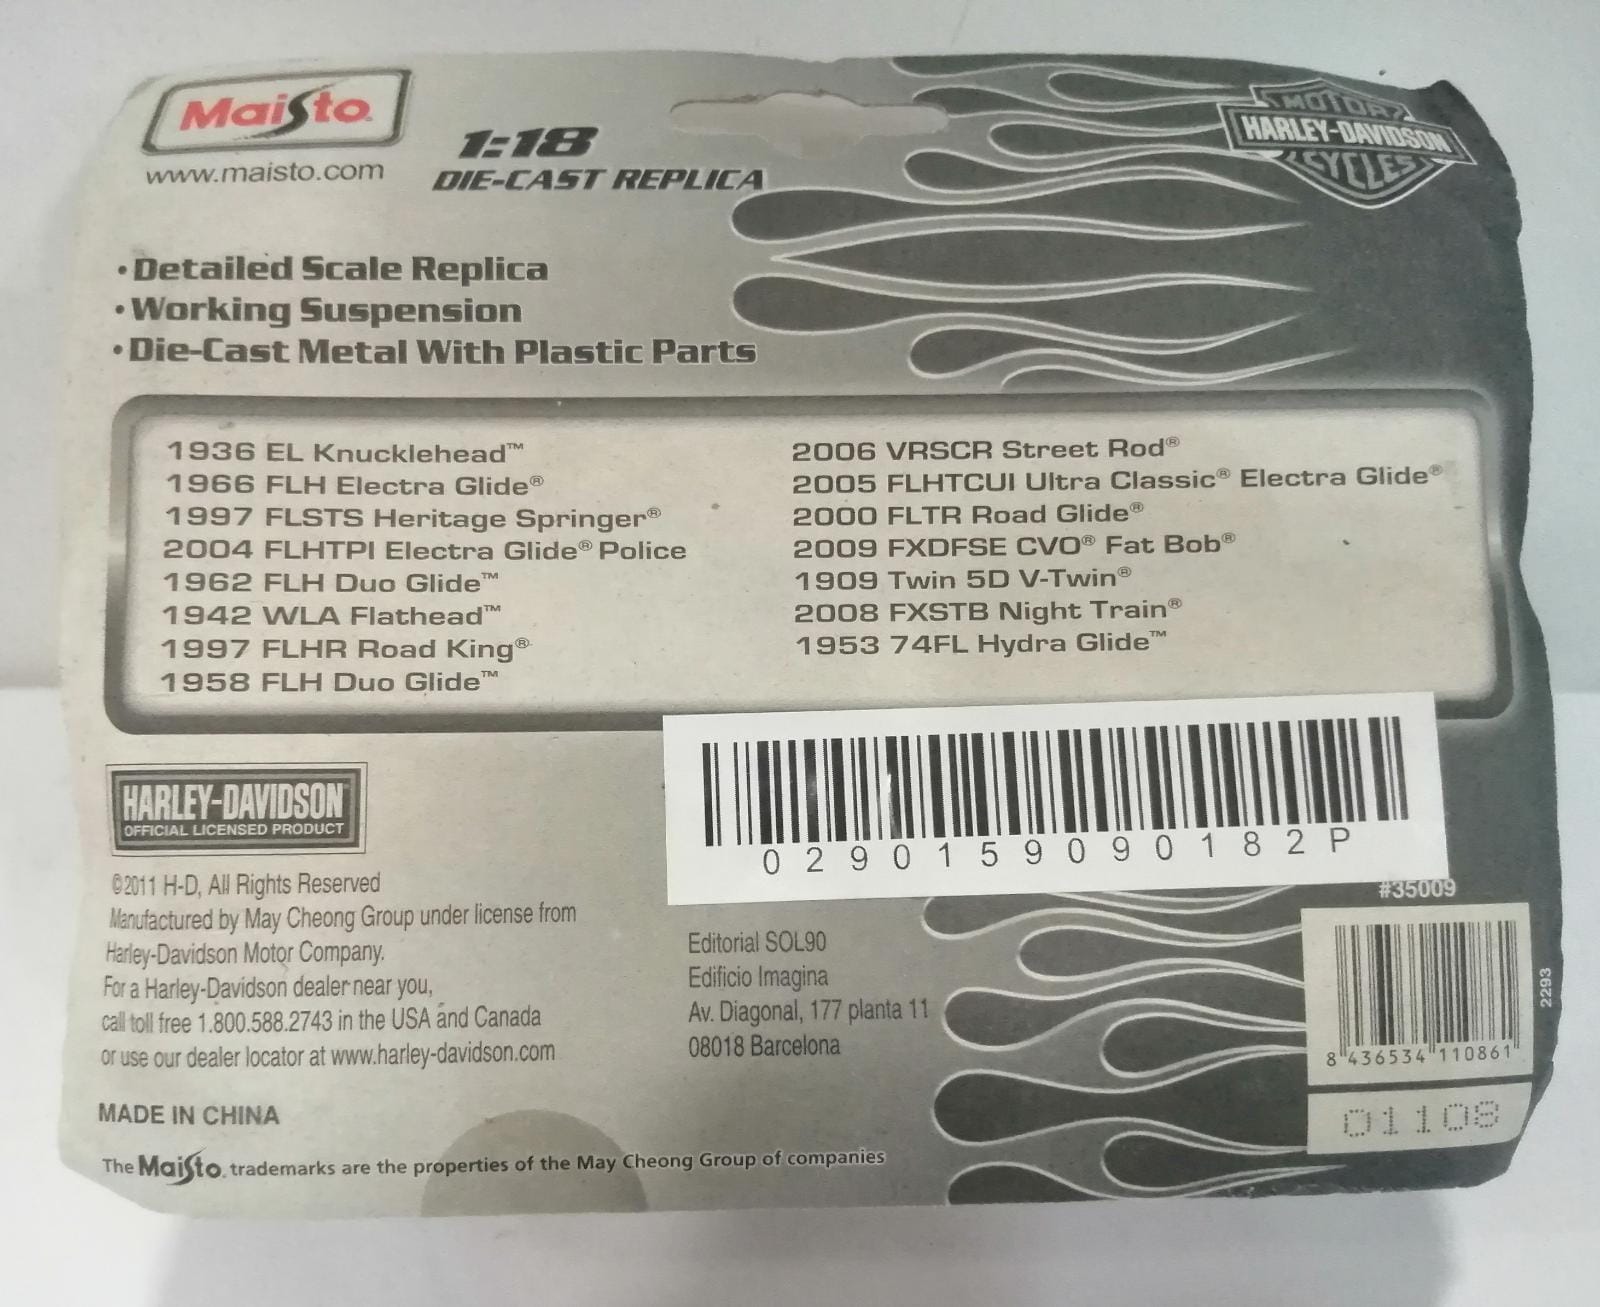 Maisto
www.maisto.com
1:18
DIE-CAST REPLICA
MOTOR
HARLEY-DAVIDSON
CYCLES
• Detailed Scale Replica
• Working Suspension
• Die-Cast Metal With Plastic Parts
1936 EL Knucklehead™
1966 FLH Electra Glide®
1997 FLSTS Heritage Springer®
2004 FLHTPI Electra Glide® Police
1962 FLH Duo Glide™
1942 WLA Flathead™
1997 FLHR Road King®
1958 FLH Duo Glide™
2006 VRSCR Street Rod®
2005 FLHTCUI Ultra Classic® Electra Glide®
2000 FLTR Road Glide®
2009 FXDFSE CVO® Fat Bob®
1909 Twin 5D V-Twin®
2008 FXSTB Night Train®
1953 74FL Hydra Glide™
0290159090182P
HARLEY-DAVIDSON
OFFICIAL LICENSED PRODUCT
©2011 H-D, All Rights Reserved
Manufactured by May Cheong Group under license from
Harley-Davidson Motor Company.
For a Harley-Davidson dealer near you,
call toll free 1.800.588.2743 in the USA and Canada
or use our dealer locator at www.harley-davidson.com
Editorial SOL90
Edificio Imagina
Av. Diagonal, 177 planta 11
08018 Barcelona
#35009
2293
8 436534 110861
01108
MADE IN CHINA
The Maisto. trademarks are the properties of the May Cheong Group of companies